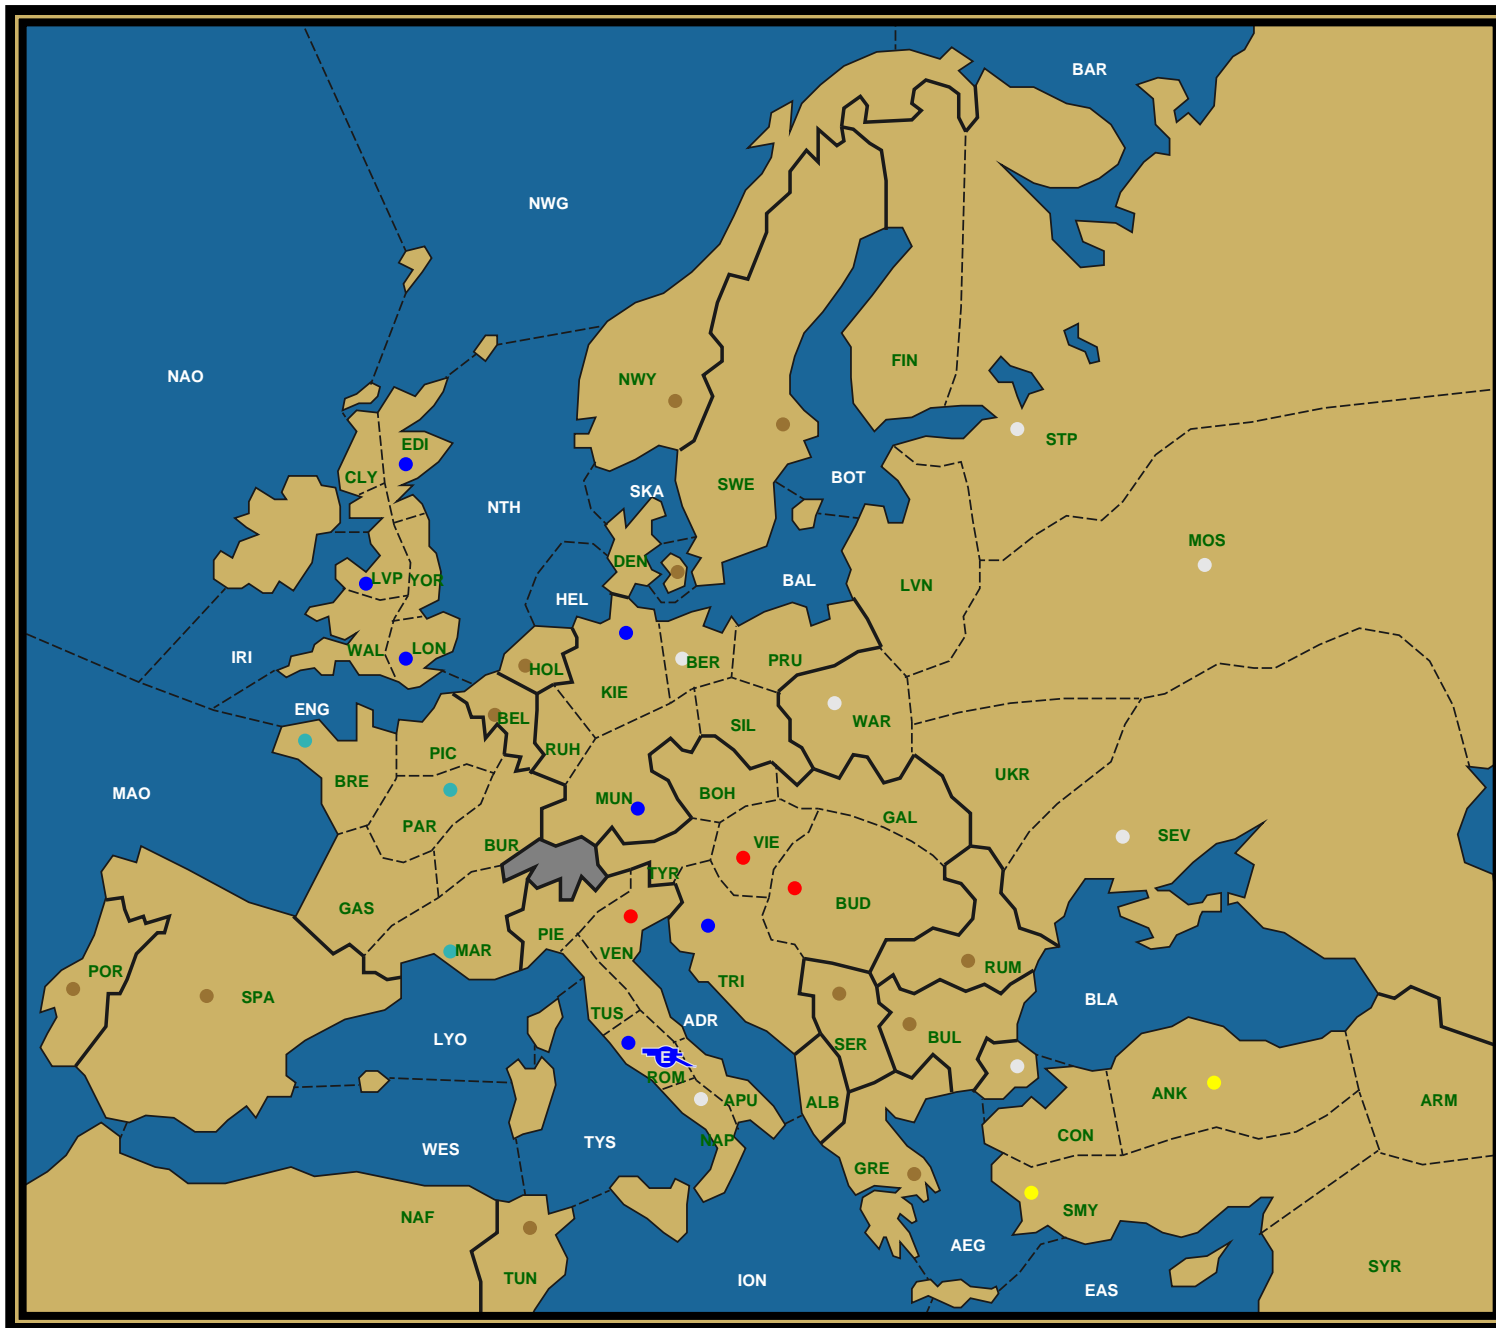 BAR
NWG
NAO
NWY
FIN
STP
EDI
CLY
BOT
SWE
SKA
NTH
MOS
DEN
BAL
LVN
LVP
YOR
HEL
LON
WAL
IRI
HOL
BER
PRU
KIE
ENG
BEL
WAR
SIL
PIC
RUH
BRE
UKR
MAO
MUN
BOH
GAL
PAR
SEV
VIE
BUR
TYR
BUD
GAS
PIE
MAR
VEN
RUM
POR
SPA
TRI
BLA
TUS
ADR
LYO
BUL
SER
E
ROM
ANK
APU
ALB
ARM
CON
NAP
TYS
WES
GRE
SMY
NAF
AEG
SYR
TUN
ION
EAS